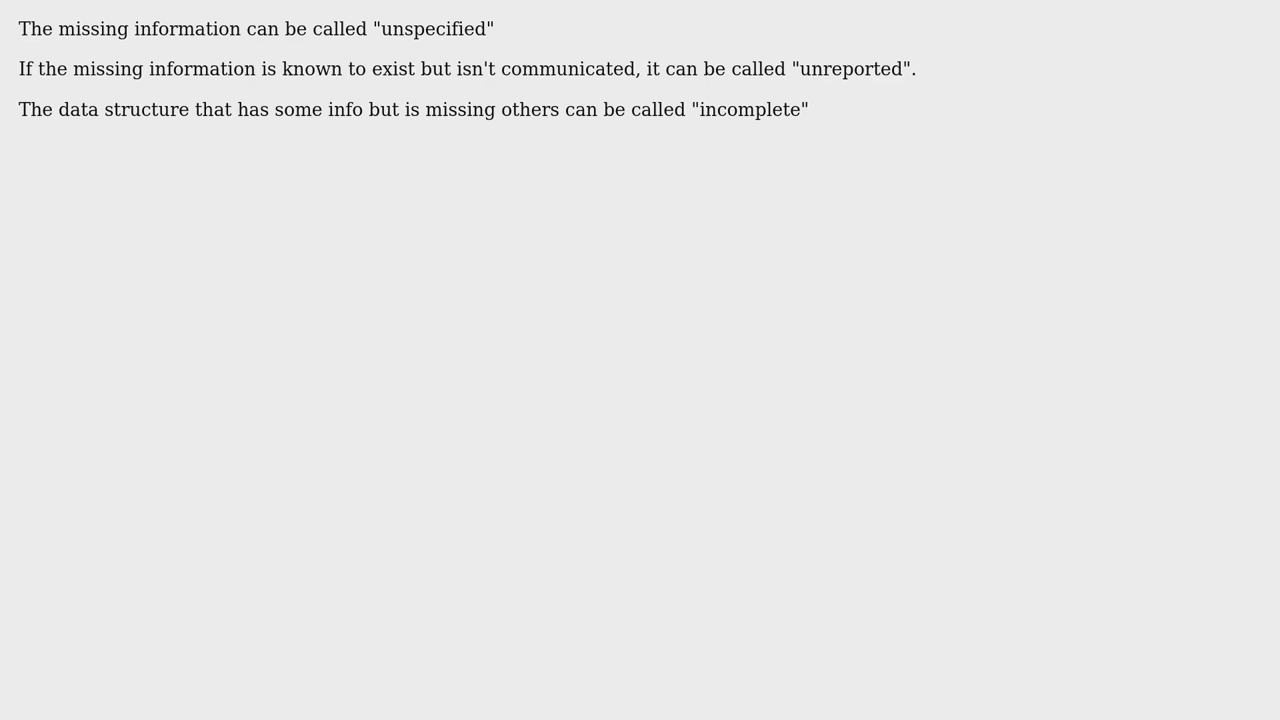 The missing information can be called "unspecified"
If the missing information is known to exist but isn't communicated, it can be called "unreported".
The data structure that has some info but is missing others can be called "incomplete"